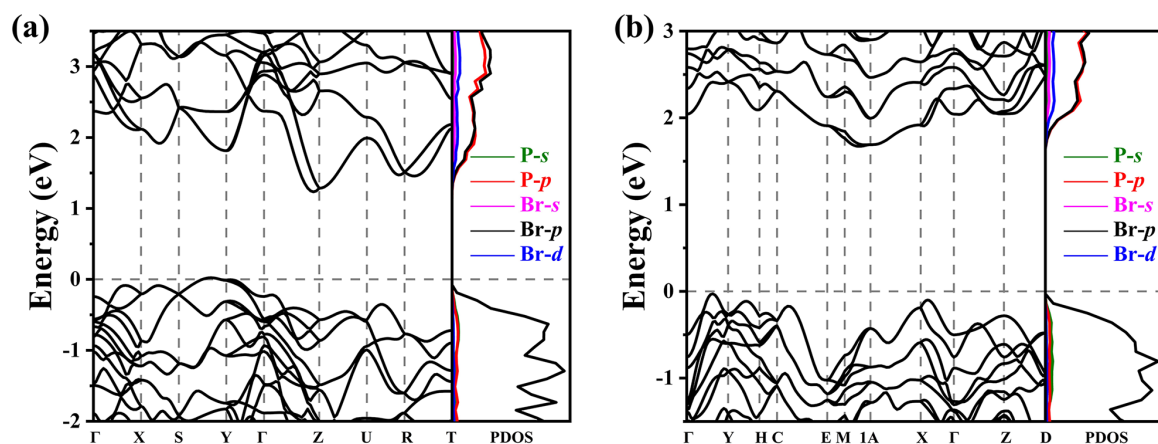 (a)
Energy (eV)
3
2
1
0
-1
-2
P-s
P-p
Br-s
Br-p
Br-d
Γ X S Y Γ Z U R T PDOS
(b)
Energy (eV)
3
2
1
0
-1
P-s
P-p
Br-s
Br-p
Br-d
Γ Y H C E M 1A X Γ Z D PDOS